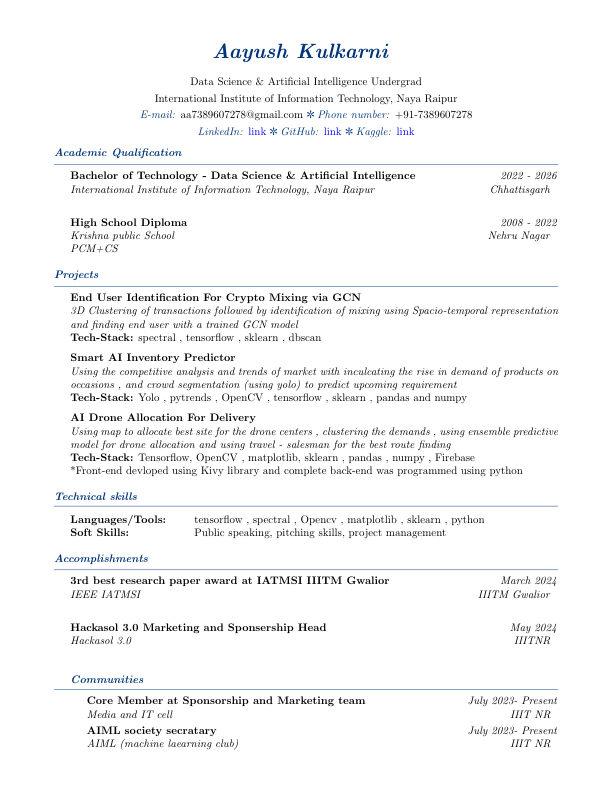 Aayush Kulkarni
Data Science & Artificial Intelligence Undergrad
International Institute of Information Technology, Naya Raipur
E-mail: aa7389607278@gmail.com ✻ Phone number: +91-7389607278
LinkedIn: link ✻ GitHub: link ✻ Kaggle: link
Academic Qualification
Bachelor of Technology - Data Science & Artificial Intelligence 2022 - 2026
International Institute of Information Technology, Naya Raipur Chhattisgarh
High School Diploma 2008 - 2022
Krishna public School Nehru Nagar
PCM+CS
Projects
End User Identification For Crypto Mixing via GCN
3D Clustering of transactions followed by identification of mixing using Spacio-temporal representation
and finding end user with a trained GCN model
Tech-Stack: spectral , tensorflow , sklearn , dbscan
Smart AI Inventory Predictor
Using the competitive analysis and trends of market with inculcating the rise in demand of products on
occasions , and crowd segmentation (using yolo) to predict upcoming requirement
Tech-Stack: Yolo , pytrends , OpenCV , tensorflow , sklearn , pandas and numpy
AI Drone Allocation For Delivery
Using map to allocate best site for the drone centers , clustering the demands , using ensemble predictive
model for drone allocation and using travel - salesman for the best route finding
Tech-Stack: Tensorflow, OpenCV , matplotlib, sklearn , pandas , numpy , Firebase
*Front-end devloped using Kivy library and complete back-end was programmed using python
Technical skills
Languages/Tools: tensorflow , spectral , Opencv , matplotlib , sklearn , python
Soft Skills: Public speaking, pitching skills, project management
Accomplishments
3rd best research paper award at IATMSI IIITM Gwalior March 2024
IEEE IATMSI IIITM Gwalior
Hackasol 3.0 Marketing and Sponsership Head May 2024
Hackasol 3.0 IIITNR
Communities
Core Member at Sponsorship and Marketing team July 2023- Present
Media and IT cell IIIT NR
AIML society secratary July 2023- Present
AIML (machine laearning club) IIIT NR